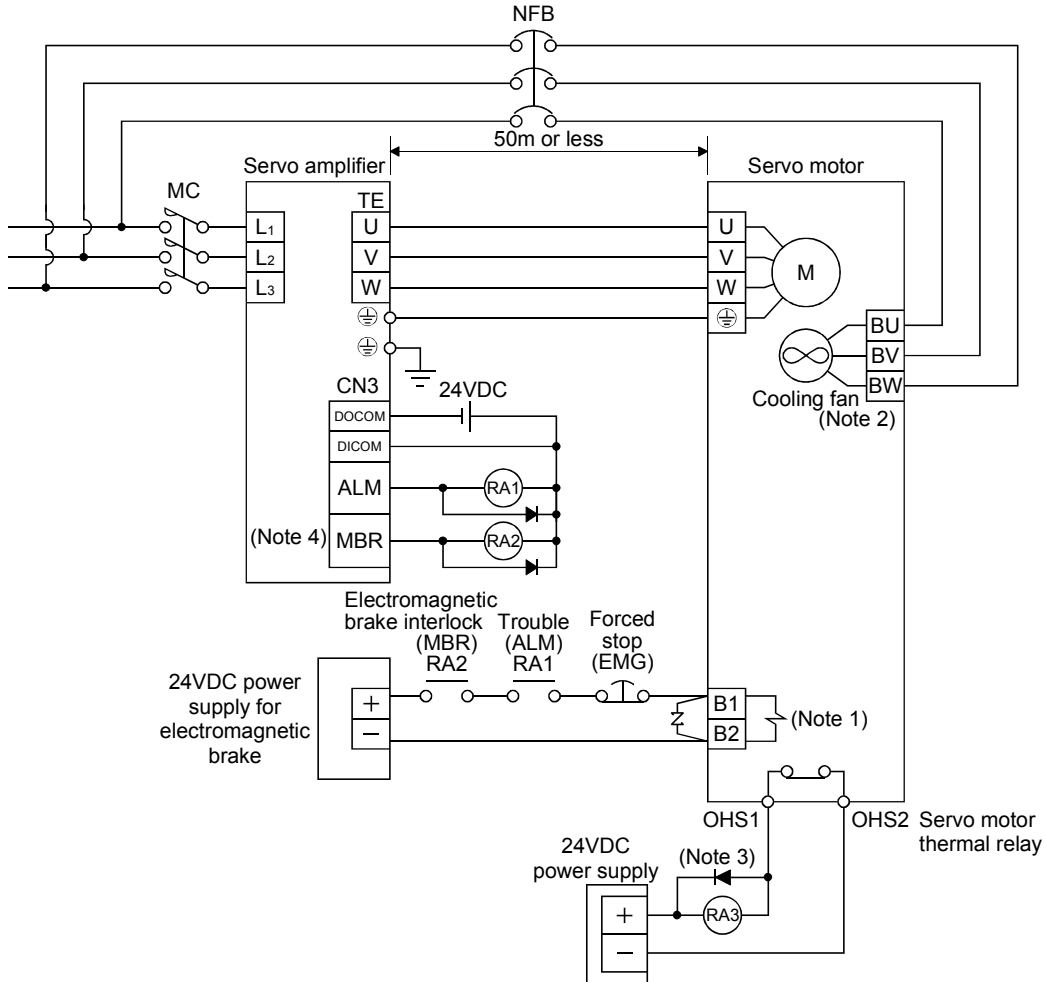 NFB
50m or less
Servo amplifier
Servo motor
MC
TE
L1
L2
L3
U
V
W
U
V
W
M
BU
BV
BW
Cooling fan
(Note 2)
CN3
24VDC
DOCOM
DICOM
ALM
RA1
(Note 4)
MBR
RA2
Electromagnetic
brake interlock
(MBR)
RA2
Trouble
(ALM)
RA1
Forced
stop
(EMG)
24VDC power
supply for
electromagnetic
brake
+
−
B1
B2
(Note 1)
OHS1
OHS2
Servo motor
thermal relay
24VDC
power supply
(Note 3)
+
−
RA3